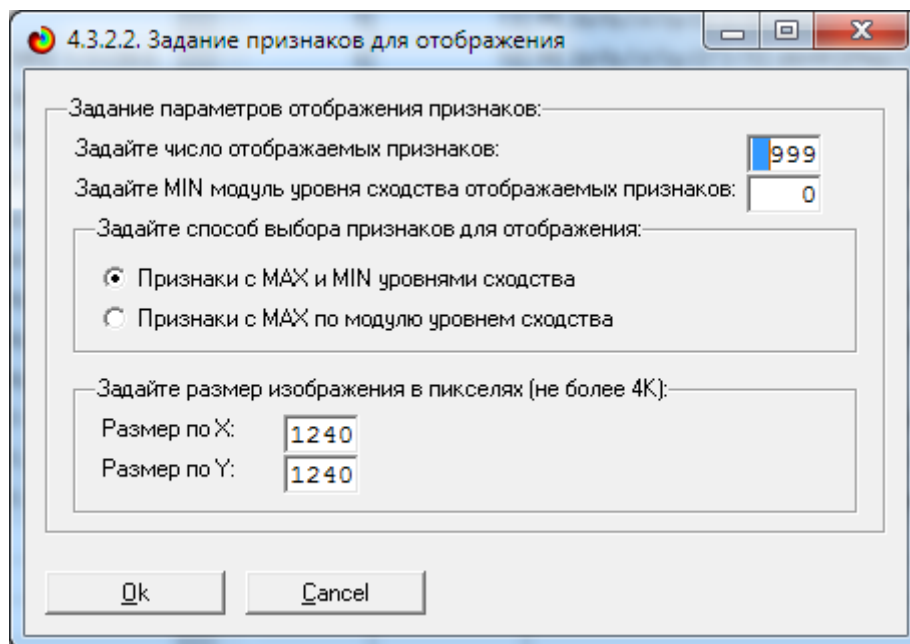 4.3.2.2. Задание признаков для отображения
Задание параметров отображения признаков:
Задайте число отображаемых признаков:
999
Задайте MIN модуль уровня сходства отображаемых признаков:
0
Задайте способ выбора признаков для отображения:
Признаки с MAX и MIN уровнями сходства
Признаки с MAX по модулю уровнем сходства
Задайте размер изображения в пикселях (не более 4K):
Размер по X:
1240
Размер по Y:
1240
Ok
Cancel